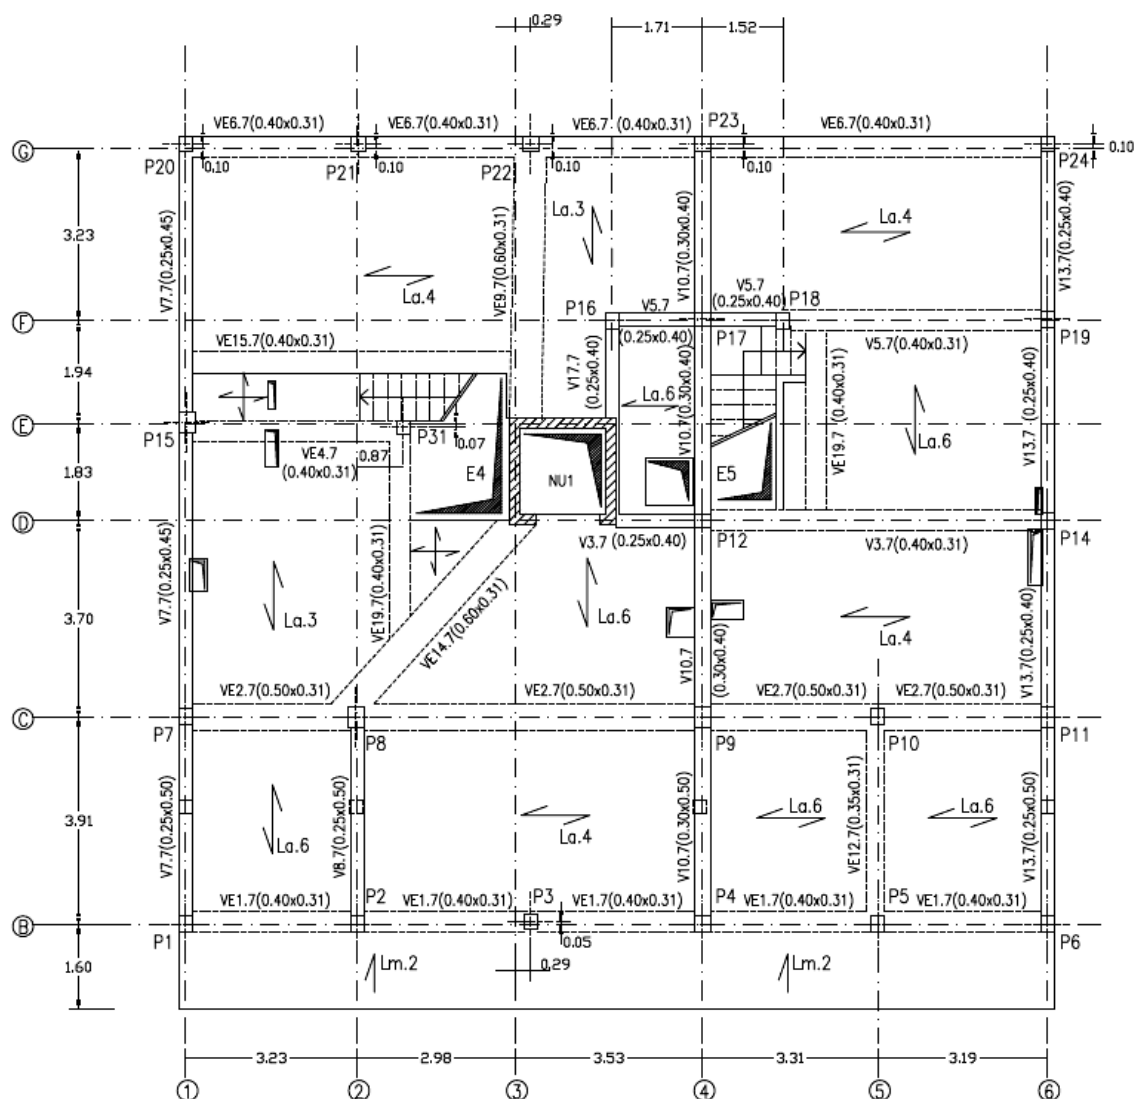 0.29
1.71
1.52
VE6.7(0.40x0.31)
VE6.7(0.40x0.31)
VE6.7 (0.40x0.31)
P23
VE6.7(0.40x0.31)
G
P20
0.10
P21
0.10
P22
0.10
0.10
P24
0.10
3.23
V7.7(0.25x0.45)
La.4
VE9.7(0.60x0.31)
La.3
V10.7(0.30x0.40)
La.4
V13.7(0.25x0.40)
F
VE15.7(0.40x0.31)
P16
V5.7
(0.25x0.40)
V5.7
(0.25x0.40)
P18
P17
V5.7(0.40x0.31)
P19
1.94
V17.7
(0.25x0.40)
La.6
V10.7(0.30x0.40)
VE19.7(0.40x0.31)
La.6
V13.7(0.25x0.40)
E
P15
P31
0.07
VE4.7
(0.40x0.31)
0.87
E4
NU1
E5
1.83
D
V3.7 (0.25x0.40)
P12
V3.7(0.40x0.31)
P14
V7.7(0.25x0.45)
La.3
VE19.7(0.40x0.31)
VE14.7(0.60x0.31)
La.6
V10.7
(0.30x0.40)
La.4
V13.7(0.25x0.40)
3.70
VE2.7(0.50x0.31)
VE2.7(0.50x0.31)
VE2.7(0.50x0.31)
VE2.7(0.50x0.31)
C
P7
P8
P9
P10
P11
3.91
V7.7(0.25x0.50)
La.6
V8.7(0.25x0.50)
La.4
V10.7(0.30x0.50)
La.6
VE12.7(0.35x0.31)
La.6
V13.7(0.25x0.50)
P2
P3
P4
P5
VE1.7(0.40x0.31)
VE1.7(0.40x0.31)
VE1.7(0.40x0.31)
VE1.7(0.40x0.31)
VE1.7(0.40x0.31)
B
P1
0.05
P6
1.60
Lm.2
0.29
Lm.2
3.23
2.98
3.53
3.31
3.19
1
2
3
4
5
6